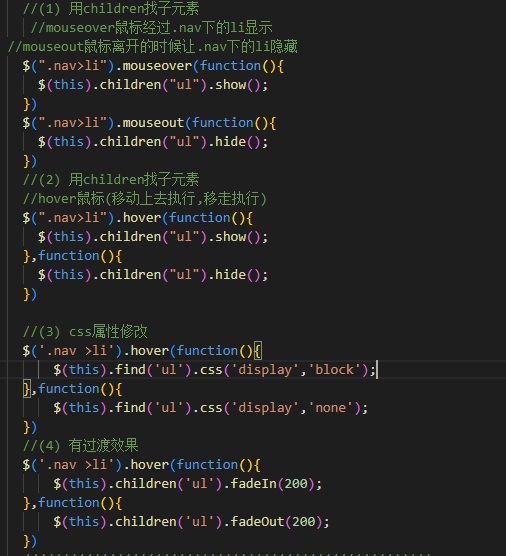 //(1) 用children找子元素
//mouseover鼠标经过.nav下的li显示
//mouseout鼠标离开的时候让.nav下的li隐藏
$(".nav>li").mouseover(function(){
$(this).children("ul").show();
})
$(".nav>li").mouseout(function(){
$(this).children("ul").hide();
})
//(2) 用children找子元素
//hover鼠标(移动上去执行,移走执行)
$(".nav>li").hover(function(){
$(this).children("ul").show();
},function(){
$(this).children("ul").hide();
})
//(3) css属性修改
$('.nav >li').hover(function(){
$(this).find('ul').css('display','block');
},function(){
$(this).find('ul').css('display','none');
})
//(4) 有过渡效果
$('.nav >li').hover(function(){
$(this).children('ul').fadeIn(200);
},function(){
$(this).children('ul').fadeOut(200);
})